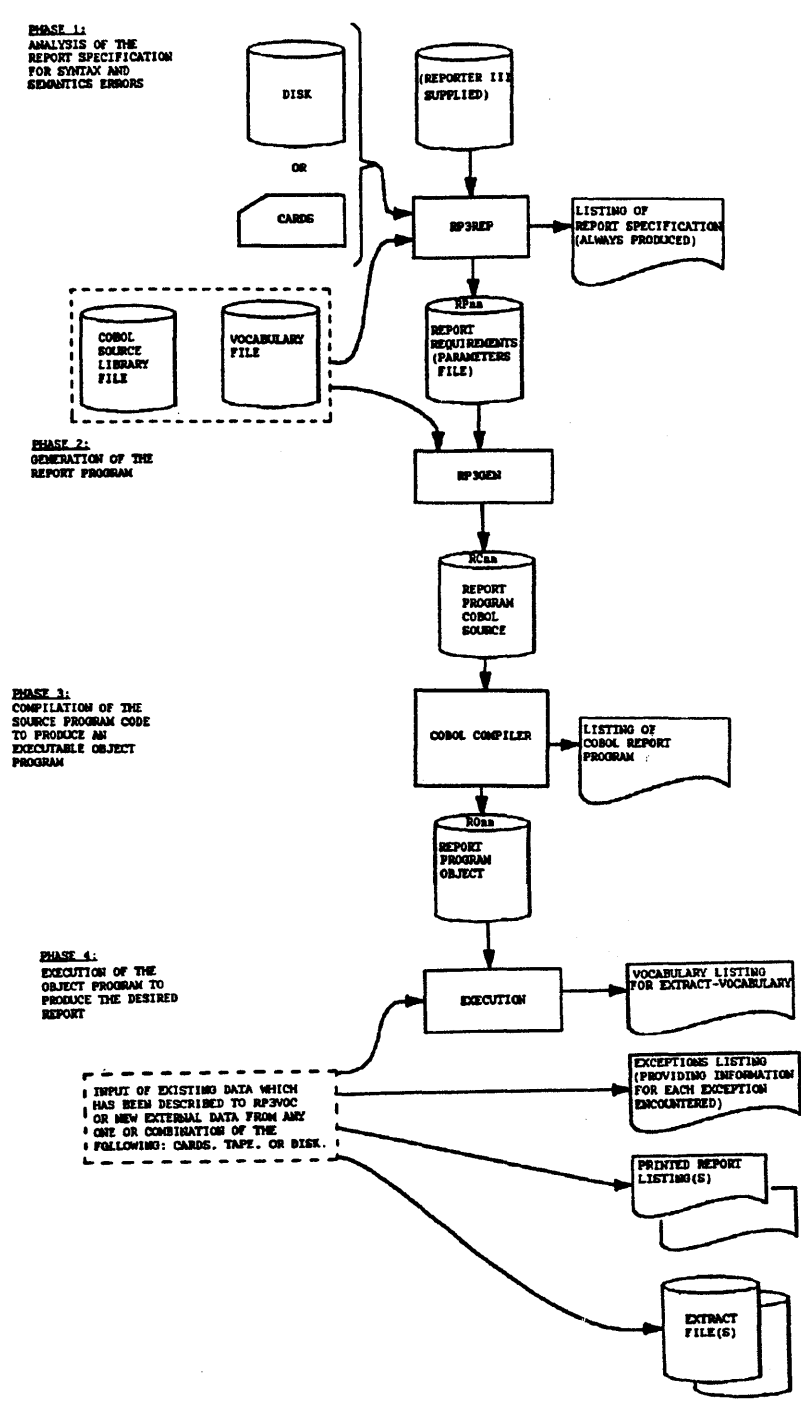 PHASE 1:
ANALYSIS OF THE
REPORT SPECIFICATION
FOR SYNTAX AND
SEMANTICS ERRORS
DISK
OR
CARDS
(REPORTER III
SUPPLIED)
RP3REP
LISTING OF
REPORT SPECIFICATION
(ALWAYS PRODUCED)
COBOL
SOURCE
LIBRARY
FILE
VOCABULARY
FILE
RPnn
REPORT
REQUIREMENTS
(PARAMETERS
FILE)
PHASE 2:
GENERATION OF THE
REPORT PROGRAM
RP3GEN
RCnn
REPORT
PROGRAM
COBOL
SOURCE
PHASE 3:
COMPILATION OF THE
SOURCE PROGRAM CODE
TO PRODUCE AN
EXECUTABLE OBJECT
PROGRAM
COBOL COMPILER
LISTING OF
COBOL REPORT
PROGRAM
ROnn
REPORT
PROGRAM
OBJECT
PHASE 4:
EXECUTION OF THE
OBJECT PROGRAM TO
PRODUCE THE DESIRED
REPORT
EXECUTION
VOCABULARY LISTING
FOR EXTRACT-VOCABULARY
EXCEPTIONS LISTING
(PROVIDING INFORMATION
FOR EACH EXCEPTION
ENCOUNTERED)
INPUT OF EXISTING DATA WHICH
HAS BEEN DESCRIBED TO RP3VOC
OR NEW EXTERNAL DATA FROM ANY
ONE OR COMBINATION OF THE
FOLLOWING: CARDS, TAPE, OR DISK.
PRINTED REPORT
LISTING(S)
EXTRACT
FILE(S)